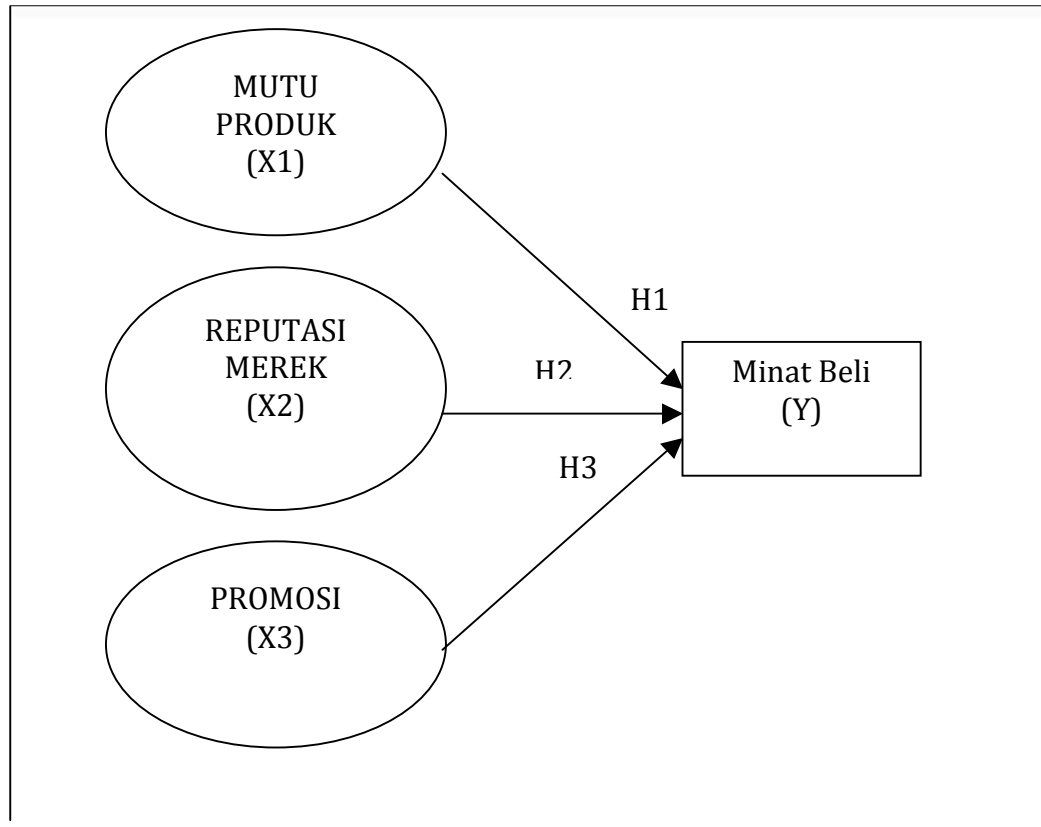 MUTU
PRODUK
(X1)
H1
REPUTASI
MEREK
(X2)
H2
Minat Beli
(Y)
H3
PROMOSI
(X3)